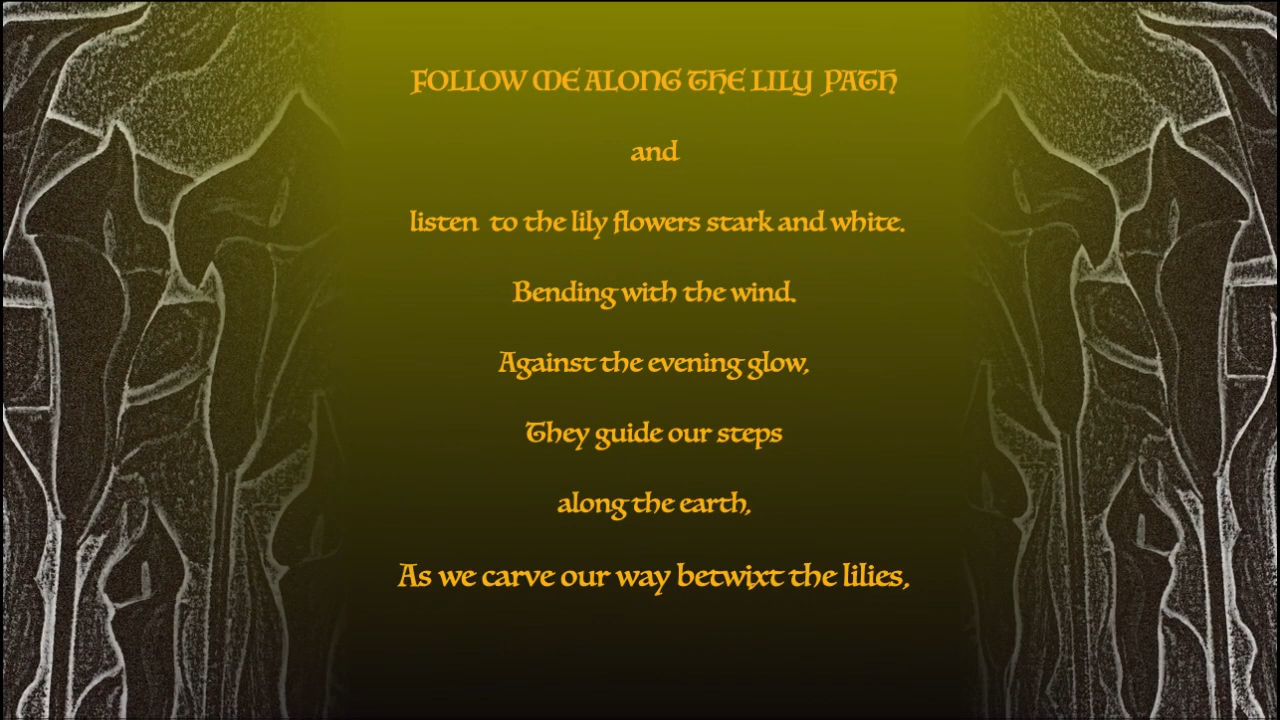 FOLLOW ME ALONG THE LILY PATH
and
listen to the lily flowers stark and white.
Bending with the wind.
Against the evening glow,
They guide our steps
along the earth,
As we carve our way betwixt the lilies,